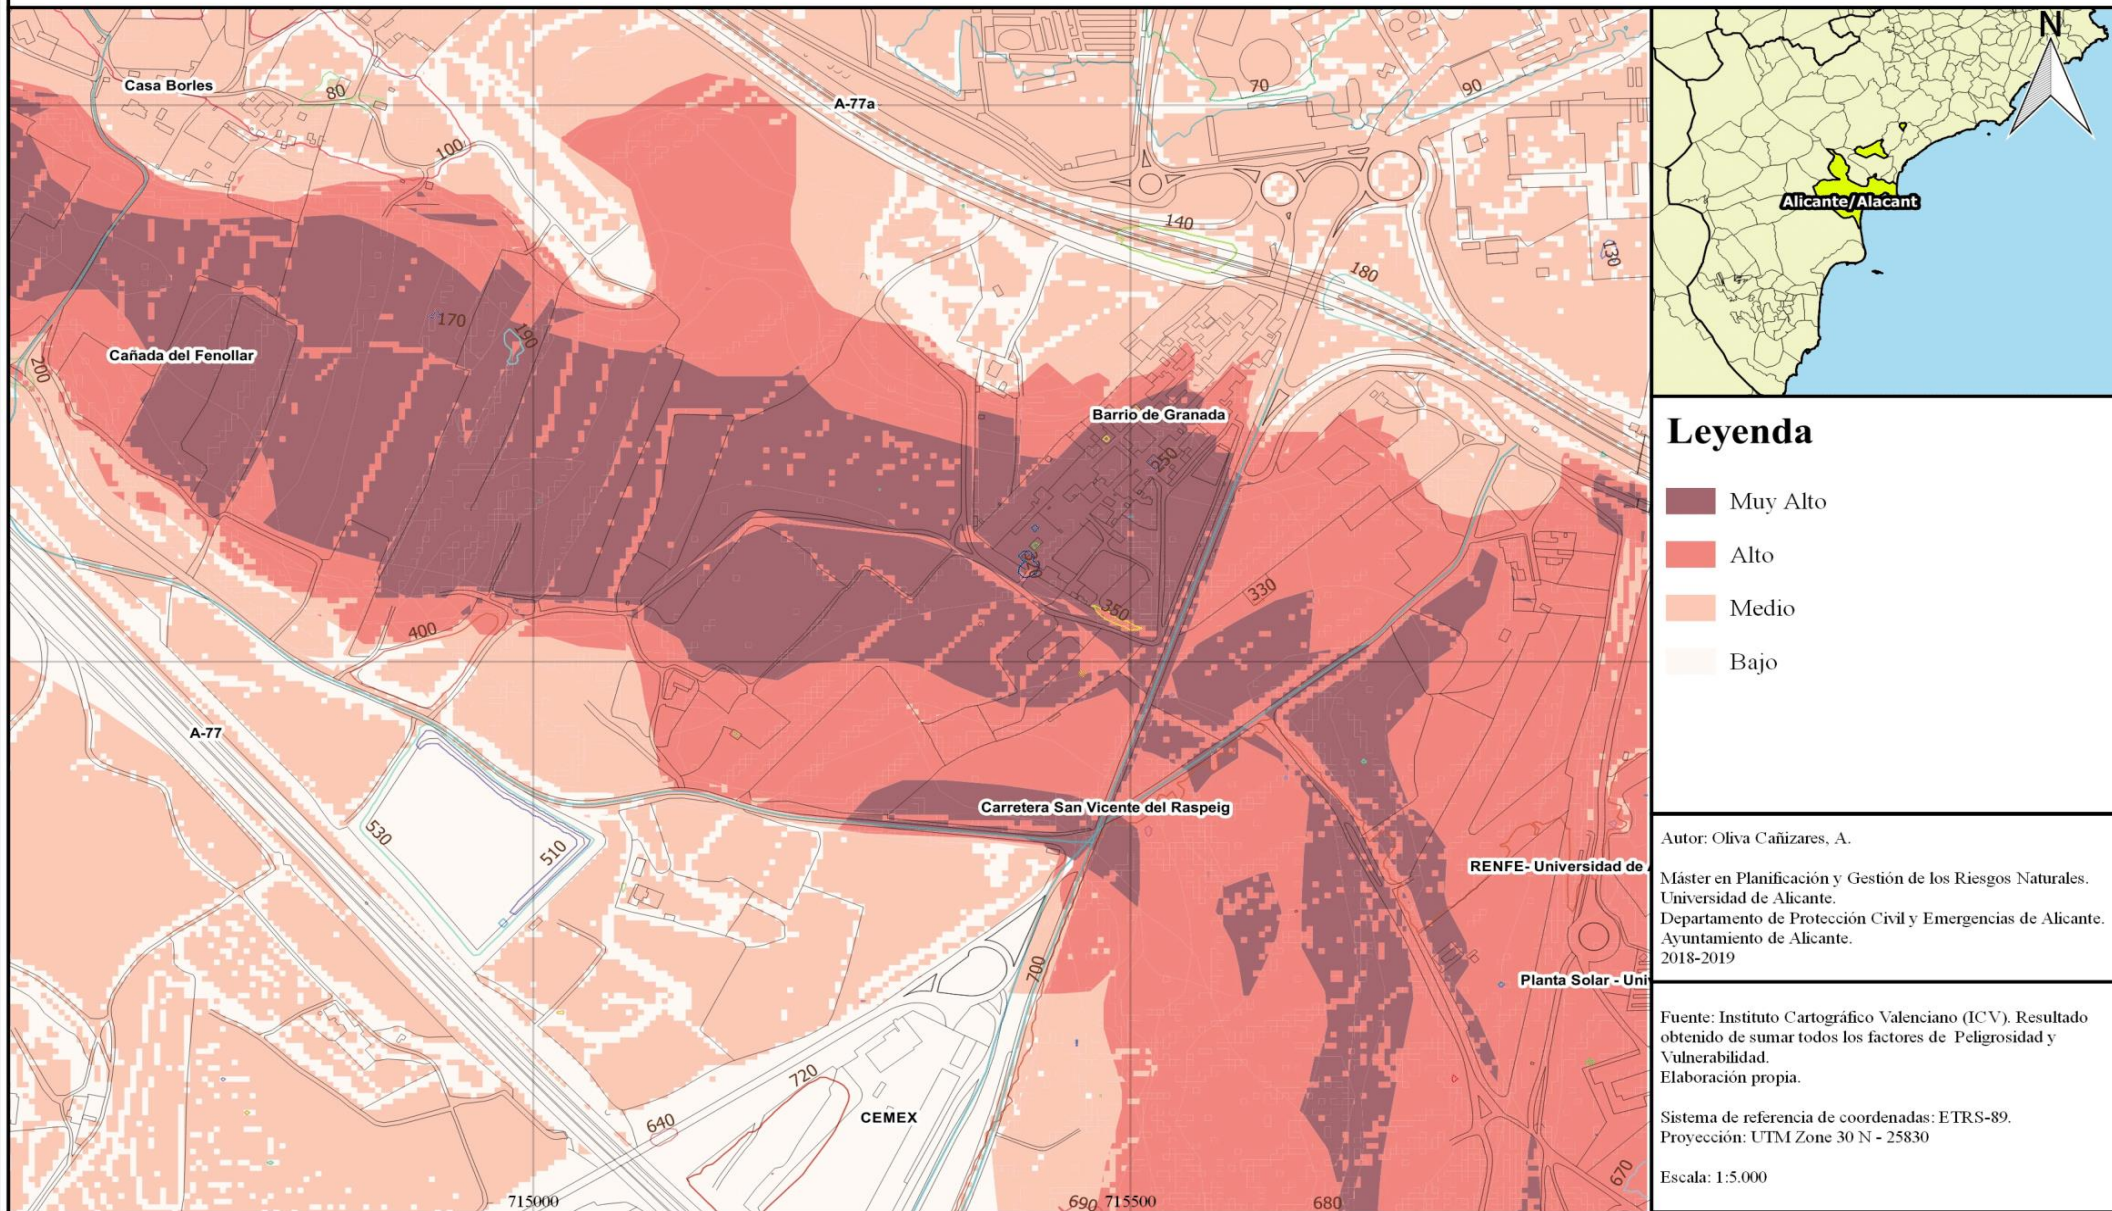 N
Alicante/Alacant
Casa Borles
80
100
A-77a
70
90
140
180
130
170
190
Cañada del Fenollar
200
Barrio de Granada
250
320
350
330
400
A-77
Carretera San Vicente del Raspeig
530
510
RENFE- Universidad de
Planta Solar - Univ
700
720
640
CEMEX
670
715000
690
715500
680
Leyenda
Muy Alto
Alto
Medio
Bajo
Autor: Oliva Cañizares, A.
Máster en Planificación y Gestión de los Riesgos Naturales.
Universidad de Alicante.
Departamento de Protección Civil y Emergencias de Alicante.
Ayuntamiento de Alicante.
2018-2019
Fuente: Instituto Cartográfico Valenciano (ICV). Resultado
obtenido de sumar todos los factores de Peligrosidad y
Vulnerabilidad.
Elaboración propia.
Sistema de referencia de coordenadas: ETRS-89.
Proyección: UTM Zone 30 N - 25830
Escala: 1:5.000